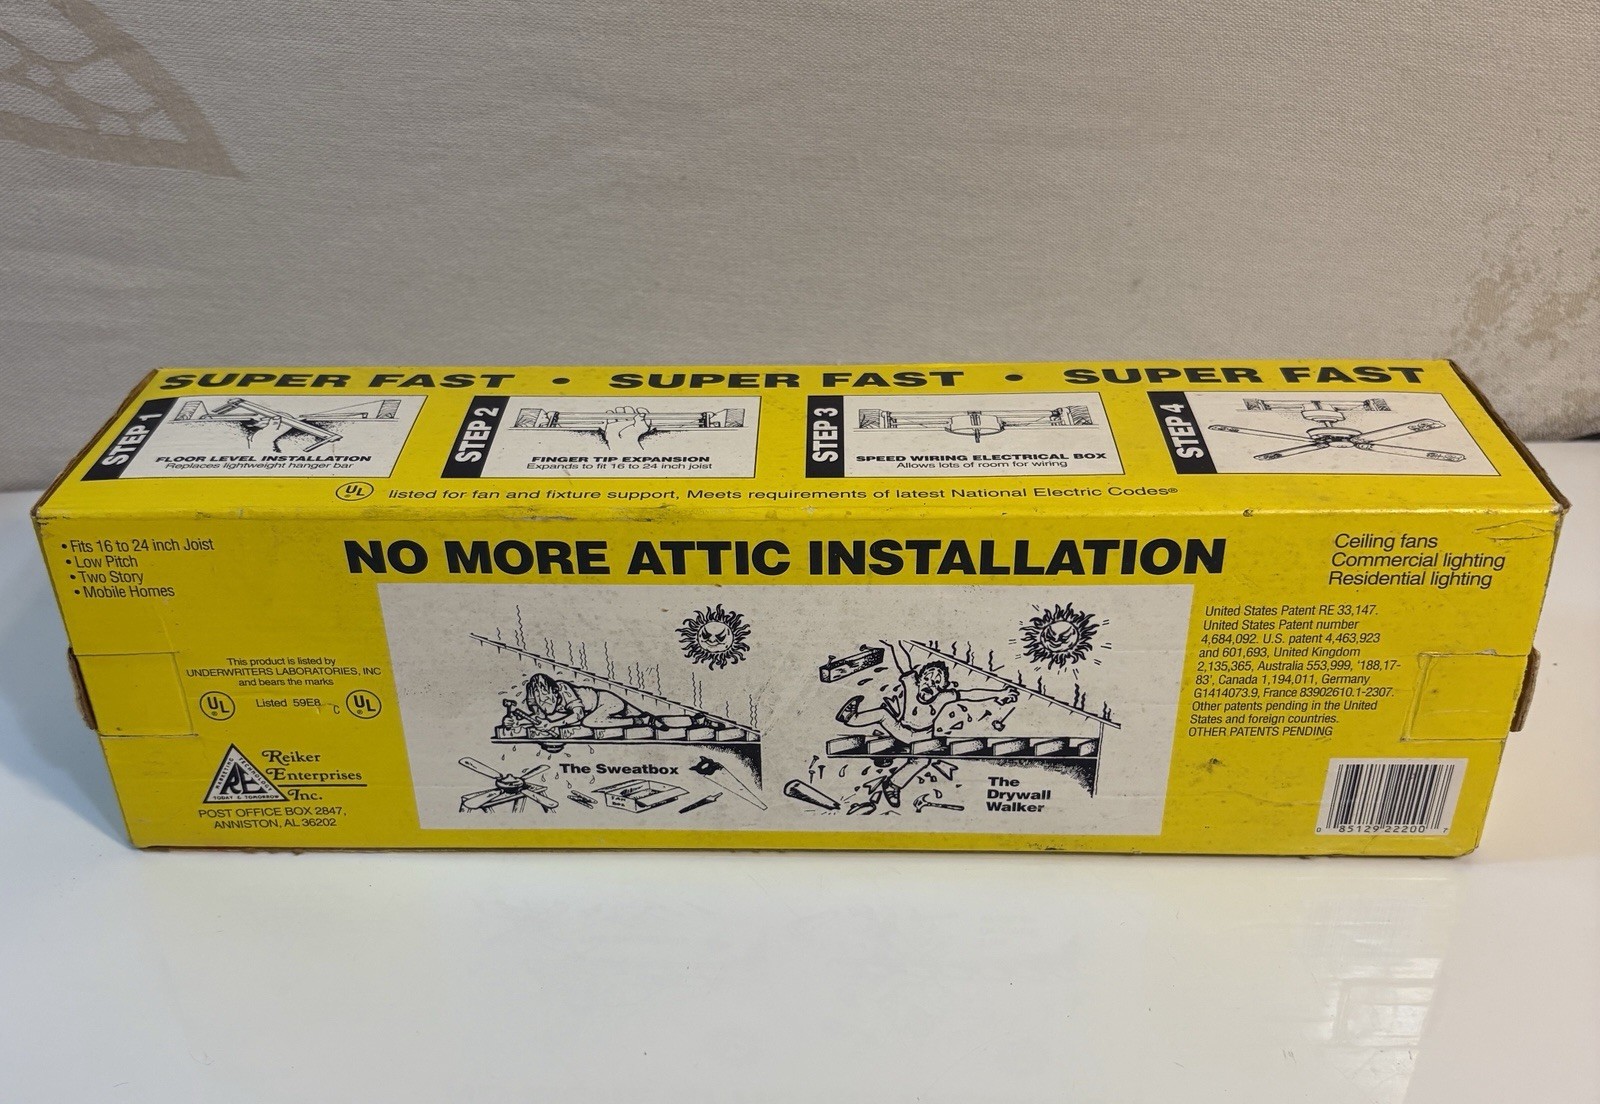 SUPER FAST • SUPER FAST • SUPER FAST
STEP 1
FLOOR LEVEL INSTALLATION
Replaces lightweight hanger bar
STEP 2
FINGER TIP EXPANSION
Expands to fit 16 to 24 inch joist
STEP 3
SPEED WIRING ELECTRICAL BOX
Allows lots of room for wiring
STEP 4
UL listed for fan and fixture support, Meets requirements of latest National Electric Codes®
• Fits 16 to 24 inch Joist
• Low Pitch
• Two Story
• Mobile Homes
NO MORE ATTIC INSTALLATION
Ceiling fans
Commercial lighting
Residential lighting
This product is listed by
UNDERWRITERS LABORATORIES, INC
and bears the marks
UL Listed 59E8 C UL
RE
TODAY & TOMORROW
Reiker
Enterprises
Inc.
POST OFFICE BOX 2847,
ANNISTON, AL 36202
The Sweatbox
The
Drywall
Walker
United States Patent RE 33,147.
United States Patent number
4,684,092. U.S. patent 4,463,923
and 601,693, United Kingdom
2,135,365, Australia 553,999, '188,17-
83', Canada 1,194,011, Germany
G1414073.9, France 83902610.1-2307.
Other patents pending in the United
States and foreign countries.
OTHER PATENTS PENDING
0 85129 22200 7